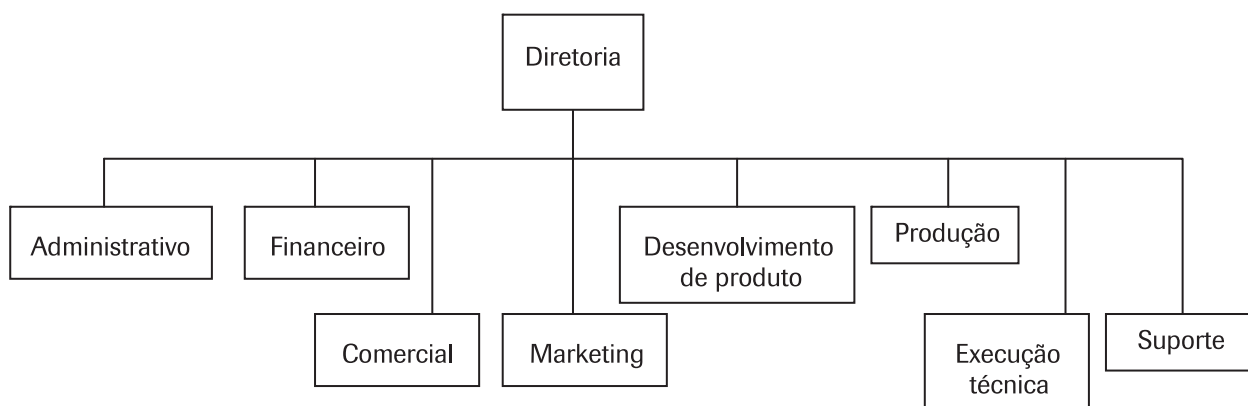 Diretoria
Administrativo
Financeiro
Desenvolvimento
de produto
Produção
Comercial
Marketing
Execução
técnica
Suporte